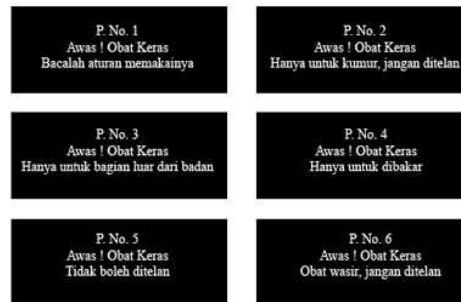 P. No. 1
Awas ! Obat Keras
Bacalah aturan memakainya
P. No. 2
Awas ! Obat Keras
Hanya untuk kumur, jangan ditelan
P. No. 3
Awas ! Obat Keras
Hanya untuk bagian luar dari badan
P. No. 4
Awas ! Obat Keras
Hanya untuk dibakar
P. No. 5
Awas ! Obat Keras
Tidak boleh ditelan
P. No. 6
Awas ! Obat Keras
Obat wasir, jangan ditelan